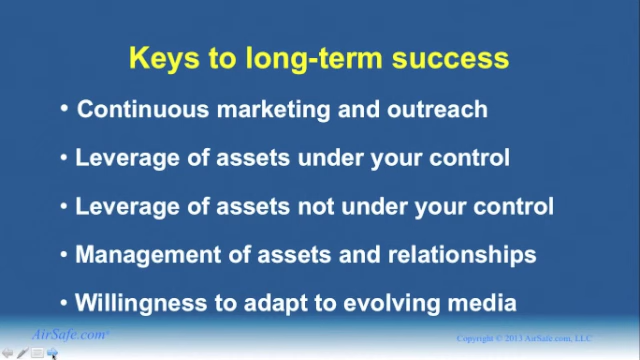 Keys to long-term success
• Continuous marketing and outreach
• Leverage of assets under your control
• Leverage of assets not under your control
• Management of assets and relationships
• Willingness to adapt to evolving media
AirSafe.com
Copyright © 2013 AirSafe.com, LLC